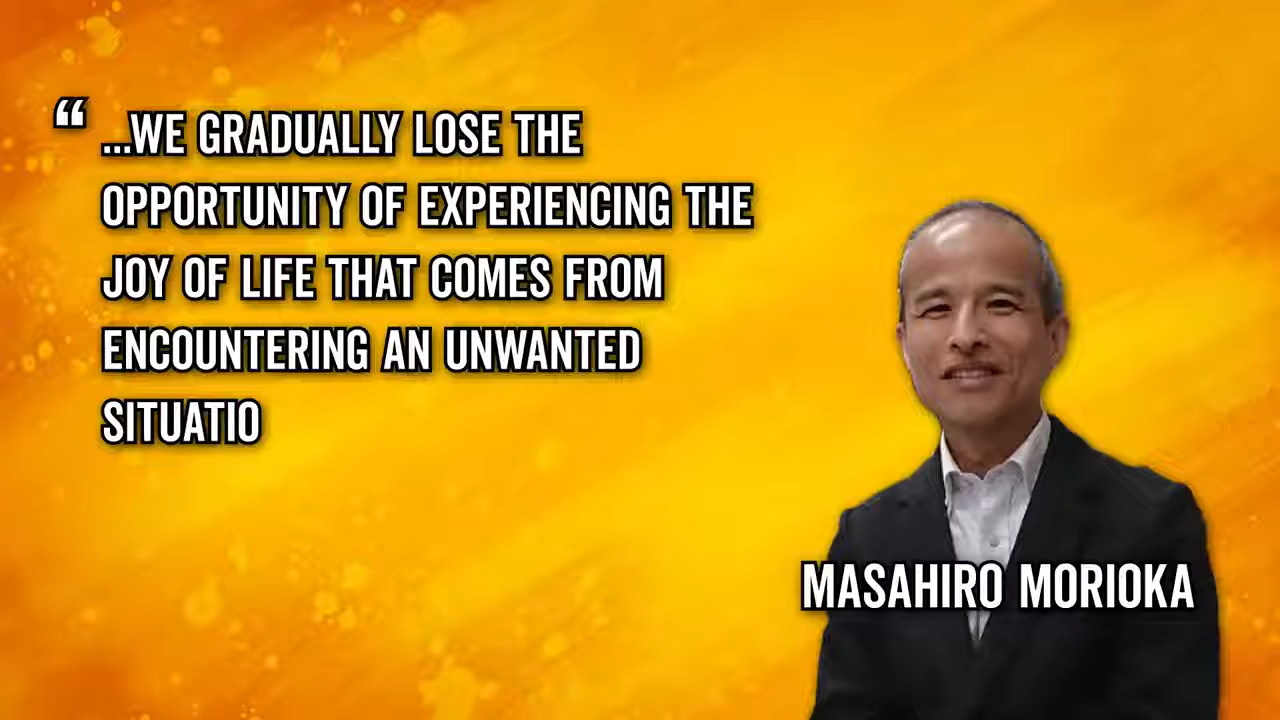 “ ...WE GRADUALLY LOSE THE
OPPORTUNITY OF EXPERIENCING THE
JOY OF LIFE THAT COMES FROM
ENCOUNTERING AN UNWANTED
SITUATIO
MASAHIRO MORIOKA